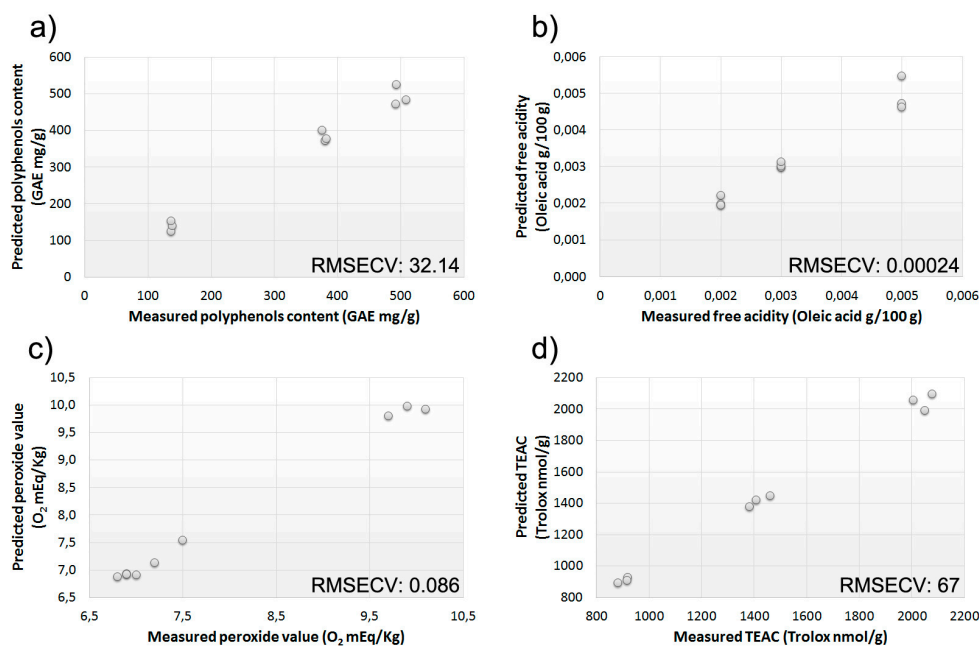 a)
600
500
400
300
200
100
0
Predicted polyphenols content
(GAE mg/g)
RMSECV: 32.14
0 100 200 300 400 500 600
Measured polyphenols content (GAE mg/g)
b)
0,006
0,005
0,004
0,003
0,002
0,001
0,000
Predicted free acidity
(Oleic acid g/100 g)
RMSECV: 0.00024
0 0,001 0,002 0,003 0,004 0,005 0,006
Measured free acidity (Oleic acid g/100 g)
c)
10,5
10,0
9,5
9,0
8,5
8,0
7,5
7,0
6,5
Predicted peroxide value
(O₂ mEq/Kg)
RMSECV: 0.086
6,5 7,5 8,5 9,5 10,5
Measured peroxide value (O₂ mEq/Kg)
d)
2200
2000
1800
1600
1400
1200
1000
800
Predicted TEAC
(Trolox nmol/g)
RMSECV: 67
800 1000 1200 1400 1600 1800 2000 2200
Measured TEAC (Trolox nmol/g)